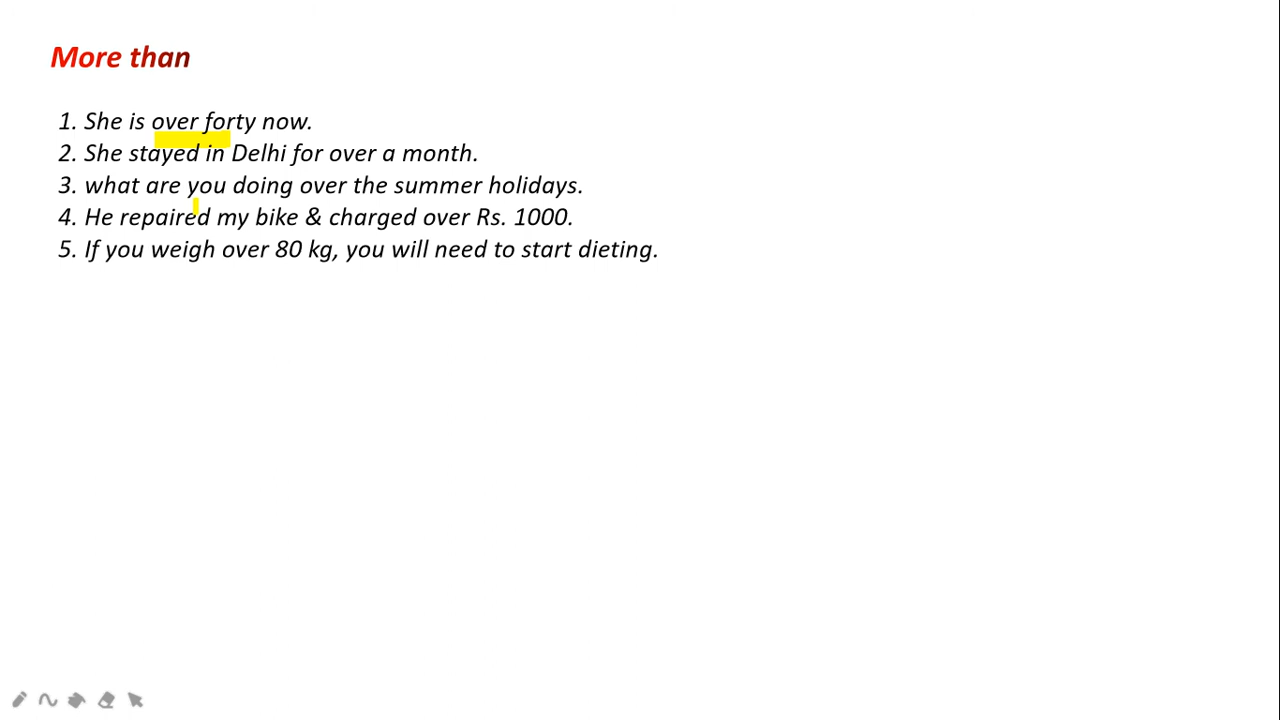 More than
1. She is over forty now.
2. She stayed in Delhi for over a month.
3. what are you doing over the summer holidays.
4. He repaired my bike & charged over Rs. 1000.
5. If you weigh over 80 kg, you will need to start dieting.